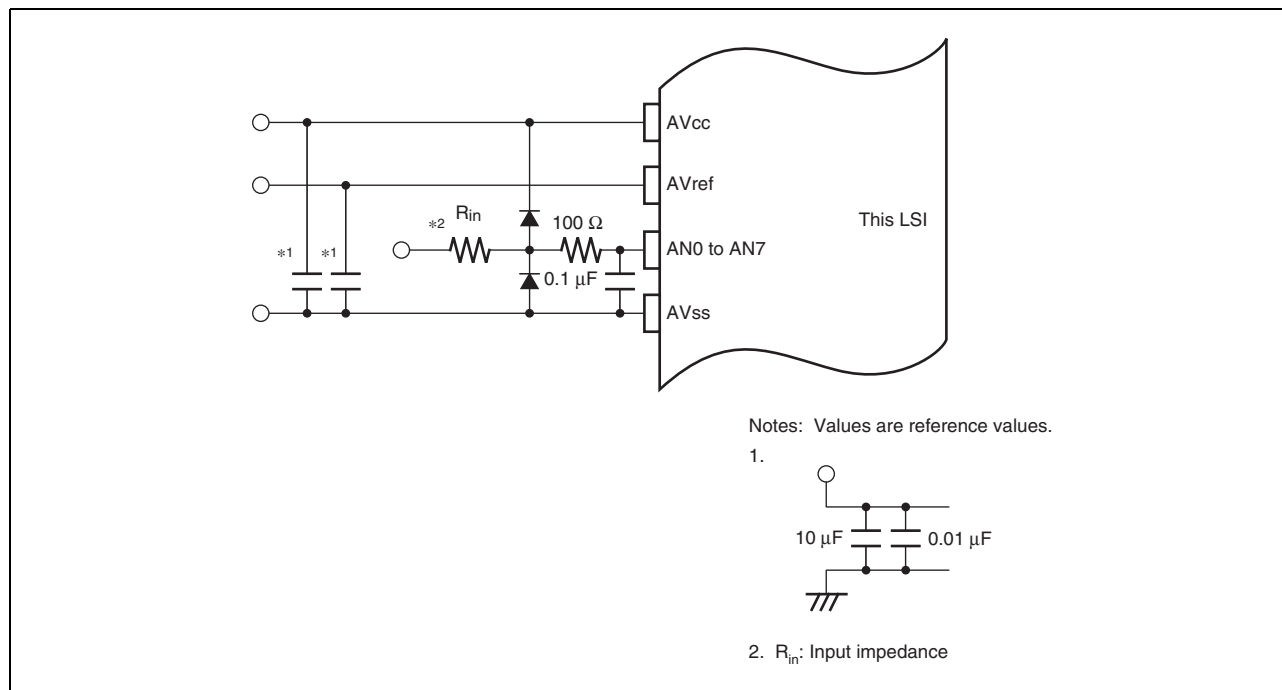 AVcc
AVref
*2 Rin 100 Ω
This LSI
AN0 to AN7
*1 *1
0.1 μF
AVss
Notes: Values are reference values.
1.
10 μF 0.01 μF
2. Rin: Input impedance